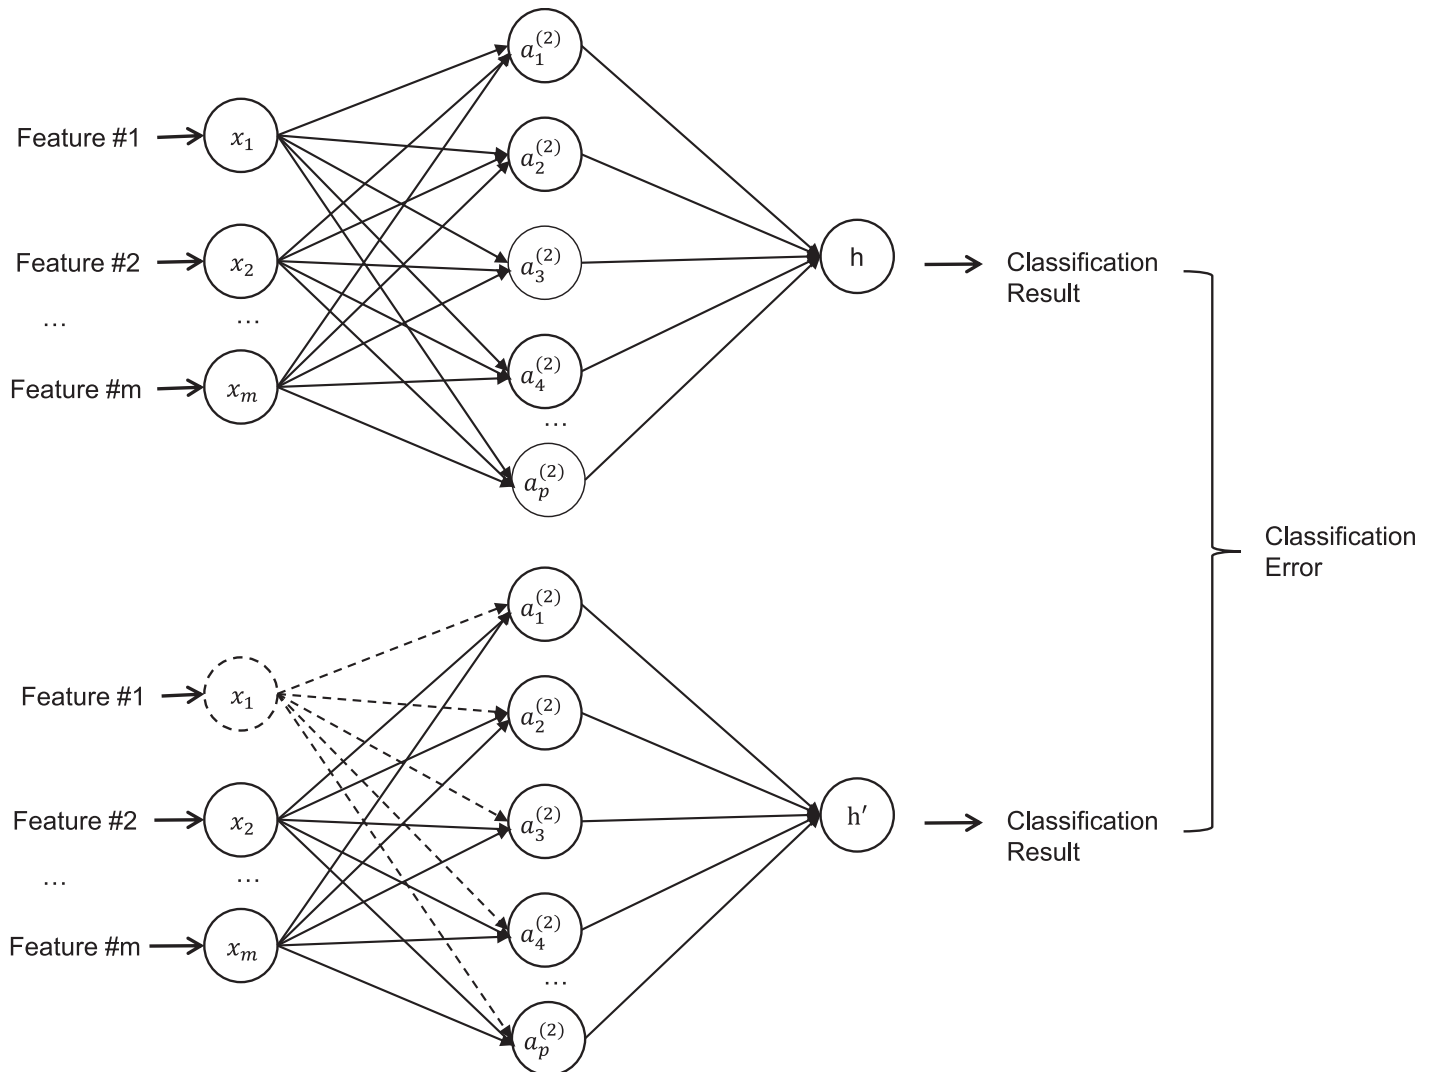 a₁⁽²⁾
Feature #1 x₁
a₂⁽²⁾
Feature #2 x₂ a₃⁽²⁾ h Classification
Result
... ...
Feature #m xₘ a₄⁽²⁾
...
aₚ⁽²⁾
Classification
Error
a₁⁽²⁾
Feature #1 x₁
a₂⁽²⁾
Feature #2 x₂ a₃⁽²⁾ h′ Classification
Result
... ...
Feature #m xₘ a₄⁽²⁾
...
aₚ⁽²⁾